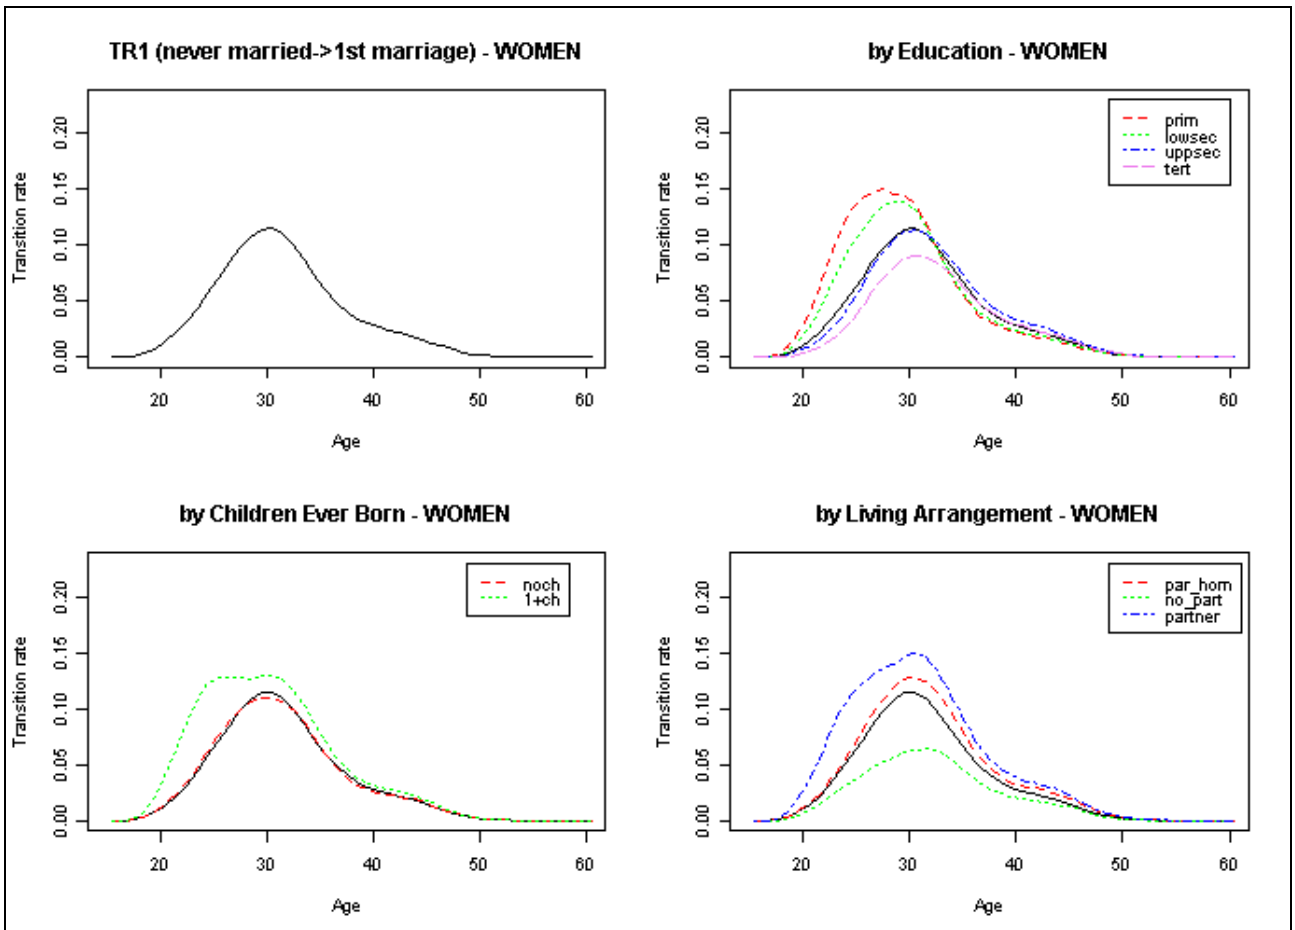 TR1 (never married->1st marriage) - WOMEN
Transition rate
0.00 0.05 0.10 0.15 0.20
20 30 40 50 60
Age
by Education - WOMEN
prim
lowsec
uppsec
tert
Transition rate
0.00 0.05 0.10 0.15 0.20
20 30 40 50 60
Age
by Children Ever Born - WOMEN
noch
1+ch
Transition rate
0.00 0.05 0.10 0.15 0.20
20 30 40 50 60
Age
by Living Arrangement - WOMEN
par_hom
no_part
partner
Transition rate
0.00 0.05 0.10 0.15 0.20
20 30 40 50 60
Age